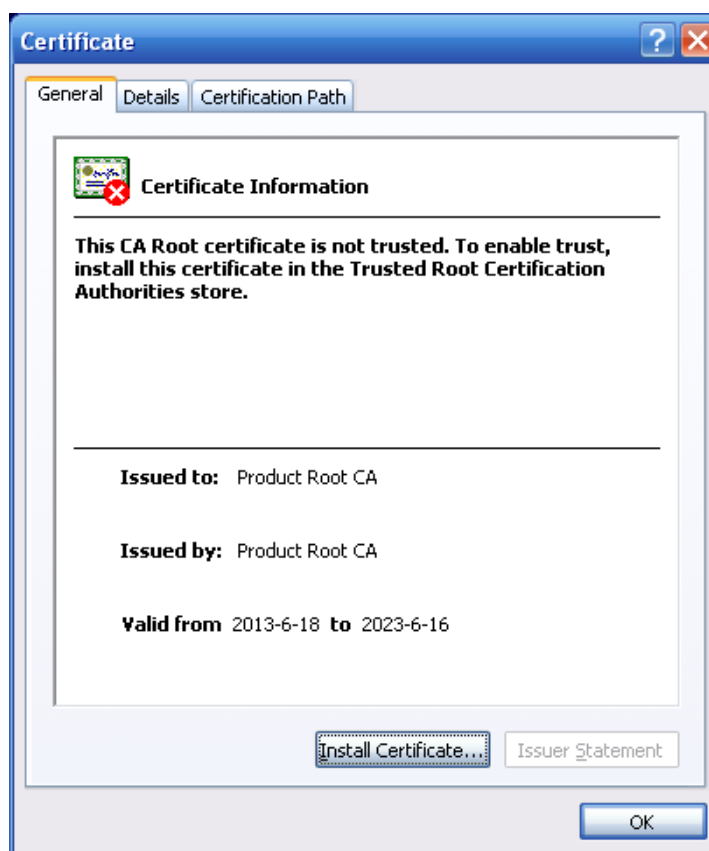 Certificate
General Details Certification Path
Certificate Information
This CA Root certificate is not trusted. To enable trust,
install this certificate in the Trusted Root Certification
Authorities store.
Issued to: Product Root CA
Issued by: Product Root CA
Valid from 2013-6-18 to 2023-6-16
Install Certificate... Issuer Statement
OK